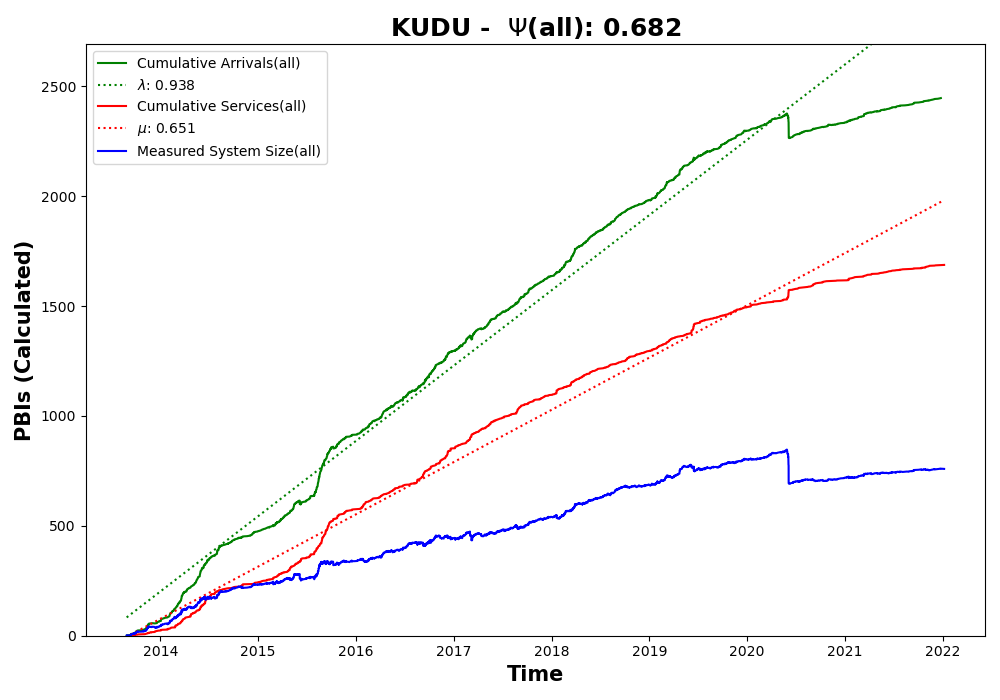 KUDU - Ψ(all): 0.682
Cumulative Arrivals(all)
λ: 0.938
Cumulative Services(all)
μ: 0.651
Measured System Size(all)
PBIs (Calculated)
2500
2000
1500
1000
500
0
2014 2015 2016 2017 2018 2019 2020 2021 2022
Time